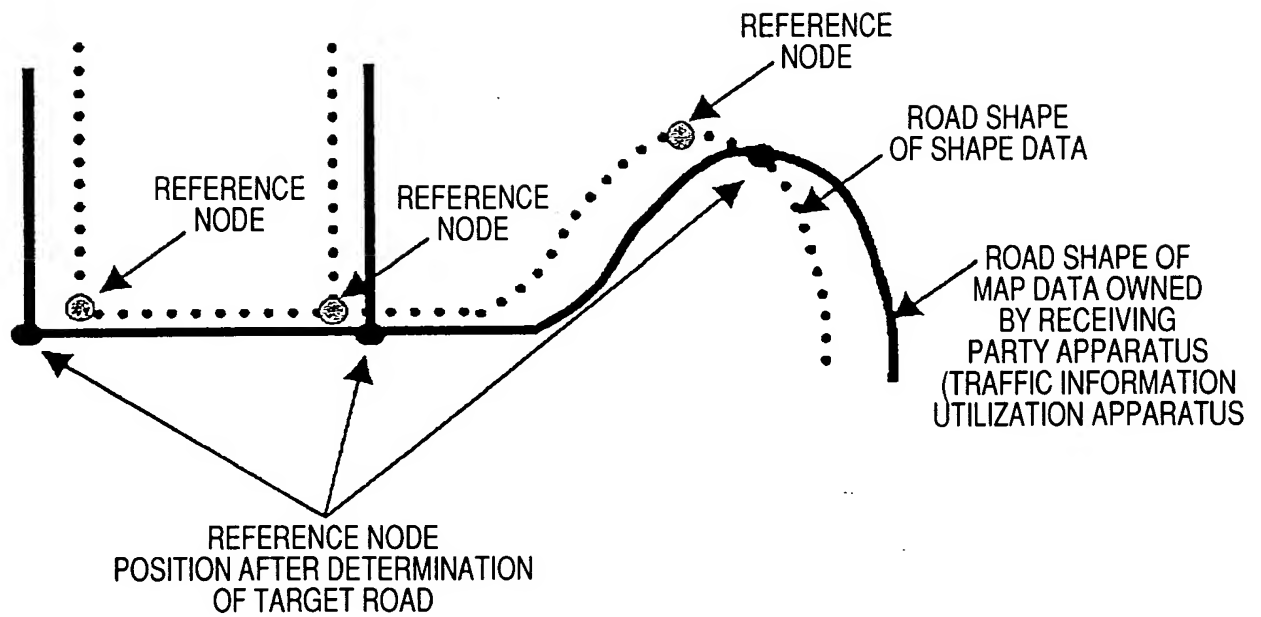 REFERENCE
NODE
ROAD SHAPE
OF SHAPE DATA
REFERENCE
NODE
REFERENCE
NODE
ROAD SHAPE OF
MAP DATA OWNED
BY RECEIVING
PARTY APPARATUS
(TRAFFIC INFORMATION
UTILIZATION APPARATUS
REFERENCE NODE
POSITION AFTER DETERMINATION
OF TARGET ROAD